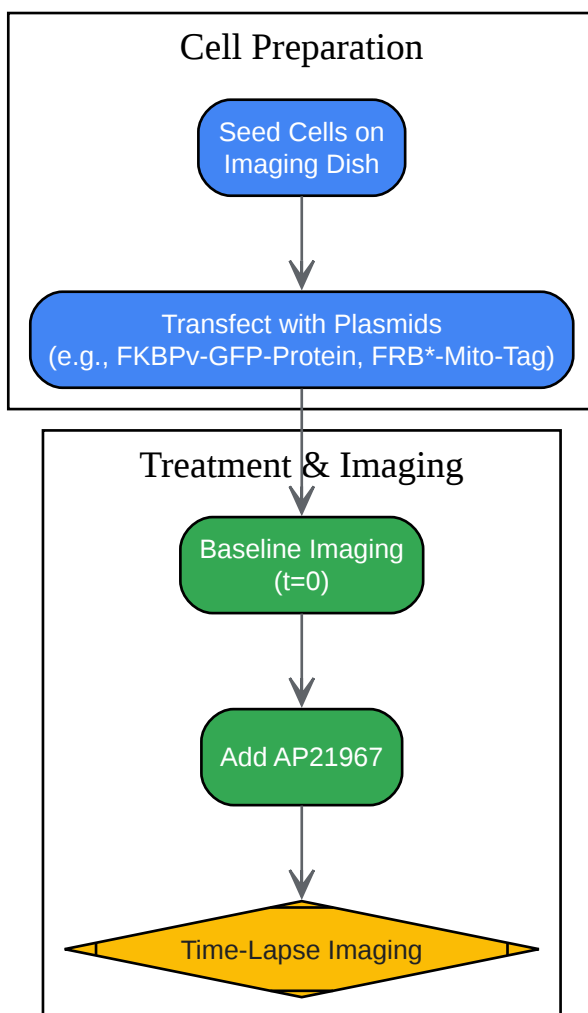 Cell Preparation
Seed Cells on
Imaging Dish
Transfect with Plasmids
(e.g., FKBPv-GFP-Protein, FRB*-Mito-Tag)
Treatment & Imaging
Baseline Imaging
(t=0)
Add AP21967
Time-Lapse Imaging